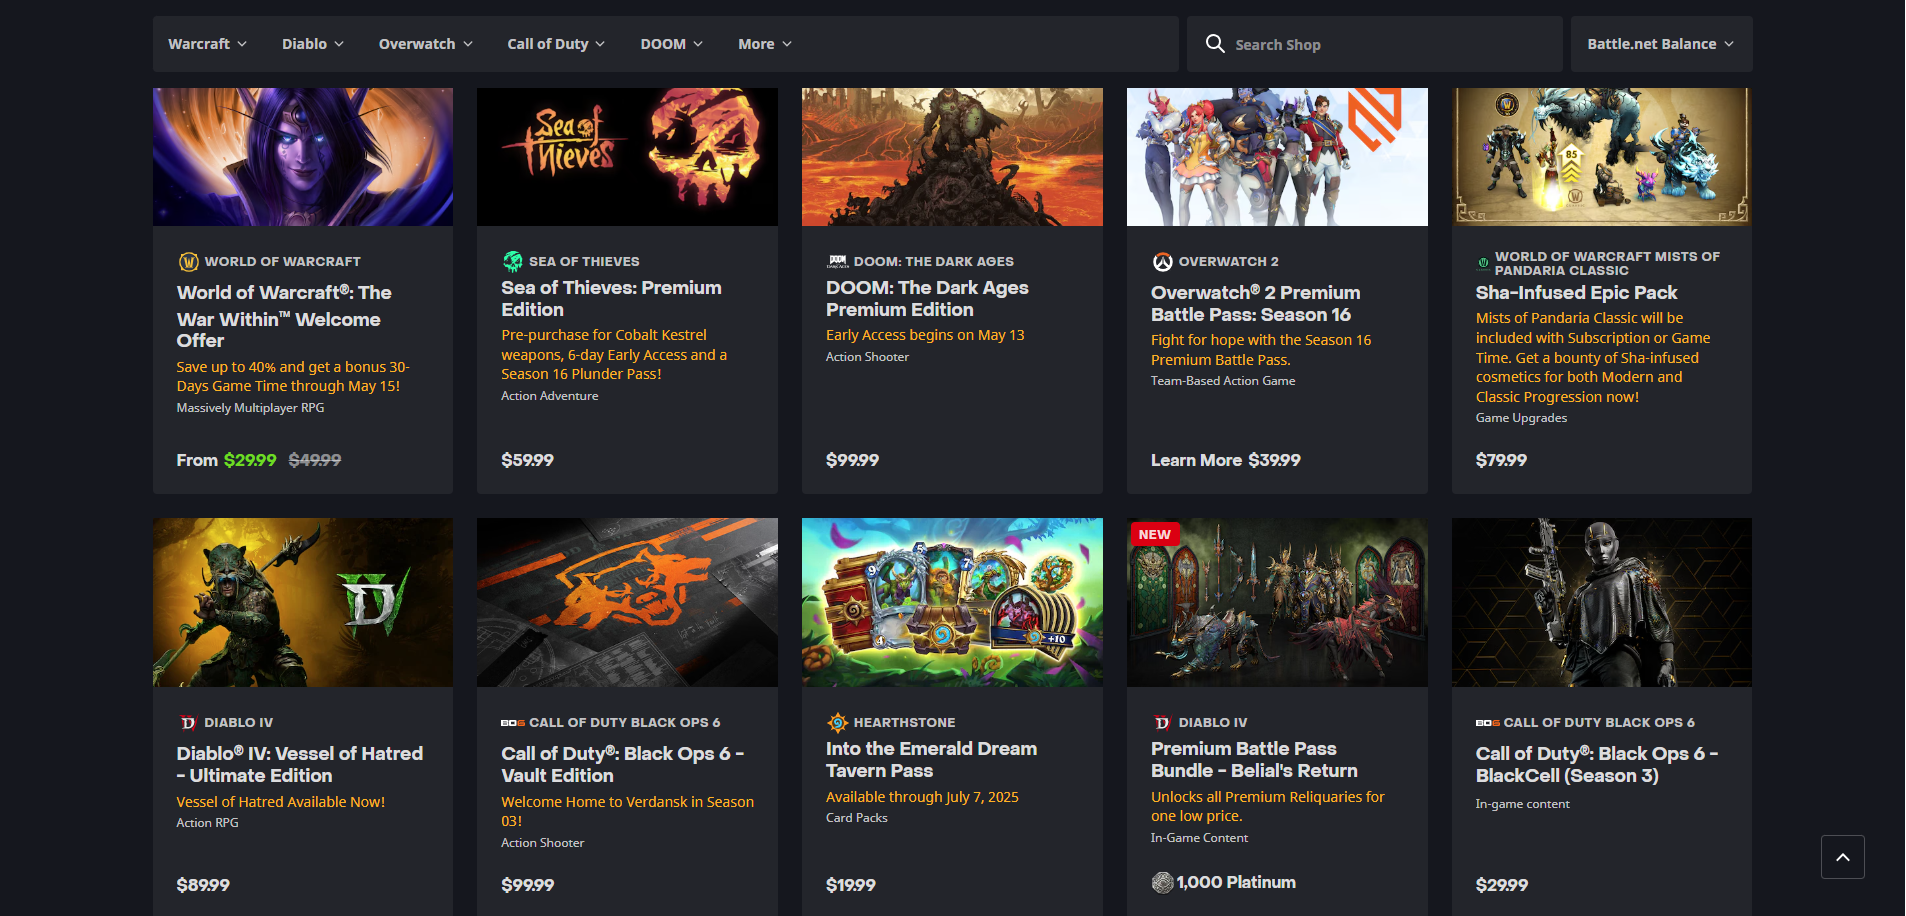 Warcraft
Diablo
Overwatch
Call of Duty
DOOM
More
Search Shop
Battle.net Balance
WORLD OF WARCRAFT
World of Warcraft®: The
War Within™ Welcome
Offer
Save up to 40% and get a bonus 30-
Days Game Time through May 15!
Massively Multiplayer RPG
From $29.99 $49.99
Sea of
Thieves
SEA OF THIEVES
Sea of Thieves: Premium
Edition
Pre-purchase for Cobalt Kestrel
weapons, 6-day Early Access and a
Season 16 Plunder Pass!
Action Adventure
$59.99
DOOM: THE DARK AGES
DOOM: The Dark Ages
Premium Edition
Early Access begins on May 13
Action Shooter
$99.99
OVERWATCH 2
Overwatch® 2 Premium
Battle Pass: Season 16
Fight for hope with the Season 16
Premium Battle Pass.
Team-Based Action Game
Learn More $39.99
85
WORLD OF WARCRAFT MISTS OF
PANDARIA CLASSIC
Sha-Infused Epic Pack
Mists of Pandaria Classic will be
included with Subscription or Game
Time. Get a bounty of Sha-infused
cosmetics for both Modern and
Classic Progression now!
Game Upgrades
$79.99
DIABLO IV
Diablo® IV: Vessel of Hatred
- Ultimate Edition
Vessel of Hatred Available Now!
Action RPG
$89.99
BO6 CALL OF DUTY BLACK OPS 6
Call of Duty®: Black Ops 6 -
Vault Edition
Welcome Home to Verdansk in Season
03!
Action Shooter
$99.99
+10
HEARTHSTONE
Into the Emerald Dream
Tavern Pass
Available through July 7, 2025
Card Packs
$19.99
NEW
DIABLO IV
Premium Battle Pass
Bundle - Belial's Return
Unlocks all Premium Reliquaries for
one low price.
In-Game Content
1,000 Platinum
BO6 CALL OF DUTY BLACK OPS 6
Call of Duty®: Black Ops 6 -
BlackCell (Season 3)
In-game content
$29.99